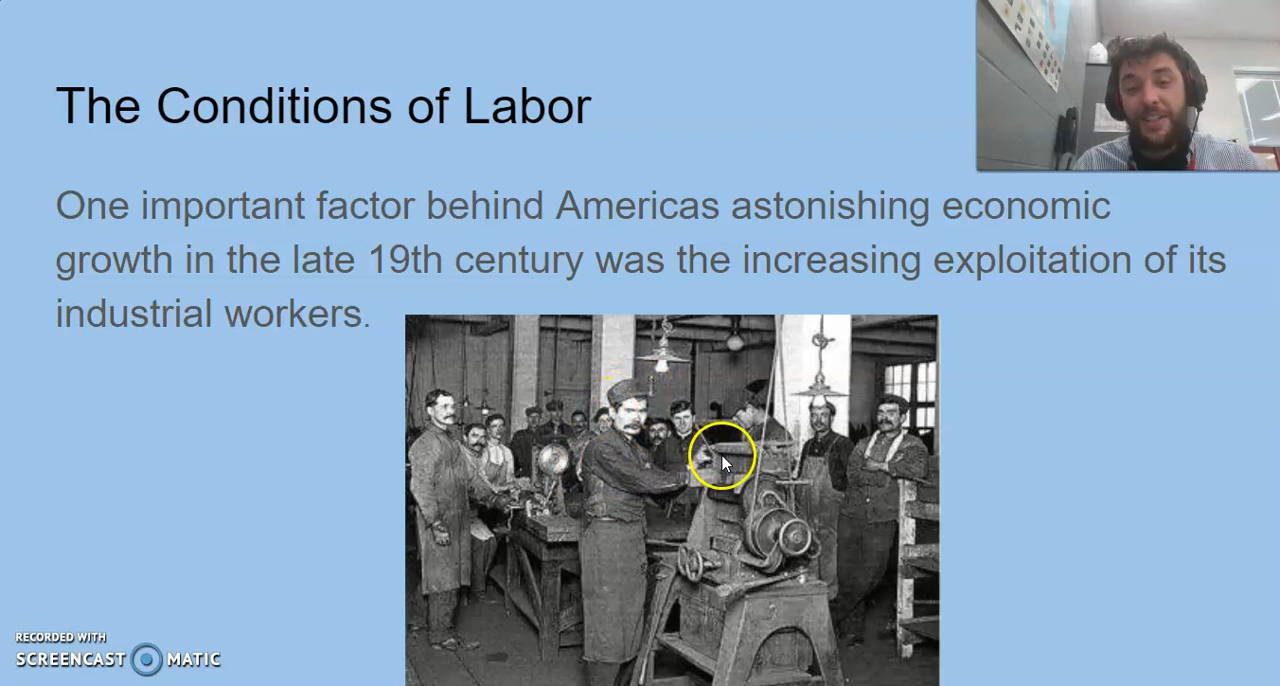 The Conditions of Labor
One important factor behind Americas astonishing economic
growth in the late 19th century was the increasing exploitation of its
industrial workers.
RECORDED WITH
SCREENCAST MATIC